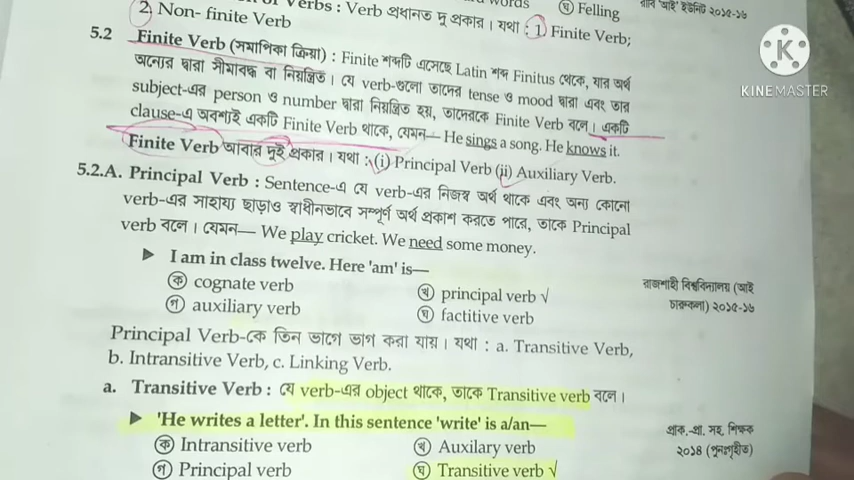 of Verbs : Verb প্রধানত দু প্রকার। যথা : 1. Finite Verb;
words
ঘ Felling
রাবি 'আই' ইউনিট ২০১৫-১৬
2. Non- finite Verb
5.2 Finite Verb (সমাপিকা ক্রিয়া) : Finite শব্দটি এসেছে Latin শব্দ Finitus থেকে, যার অর্থ
অন্যের দ্বারা সীমাবদ্ধ বা নিয়ন্ত্রিত। যে verb-গুলো তাদের tense ও mood দ্বারা এবং তার
subject-এর person ও number দ্বারা নিয়ন্ত্রিত হয়, তাদেরকে Finite Verb বলে। একটি
clause-এ অবশ্যই একটি Finite Verb থাকে, যেমন— He sings a song. He knows it.
Finite Verb আবার দুই প্রকার। যথা : (i) Principal Verb (ii) Auxiliary Verb.
5.2.A. Principal Verb : Sentence-এ যে verb-এর নিজস্ব অর্থ থাকে এবং অন্য কোনো
verb-এর সাহায্য ছাড়াও স্বাধীনভাবে সম্পূর্ণ অর্থ প্রকাশ করতে পারে, তাকে Principal
verb বলে। যেমন— We play cricket. We need some money.
I am in class twelve. Here 'am' is—
ক cognate verb
খ principal verb √
রাজশাহী বিশ্ববিদ্যালয় (আই
গ auxiliary verb
ঘ factitive verb
চারুকলা) ২০১৫-১৬
Principal Verb-কে তিন ভাগে ভাগ করা যায়। যথা : a. Transitive Verb,
b. Intransitive Verb, c. Linking Verb.
a. Transitive Verb : যে verb-এর object থাকে, তাকে Transitive verb বলে।
'He writes a letter'. In this sentence 'write' is a/an—
প্রাক.-প্রা. সহ. শিক্ষক
ক Intransitive verb
খ Auxilary verb
২০১৪ (পুনঃগৃহীত)
গ Principal verb
ঘ Transitive verb √
KINEMASTER